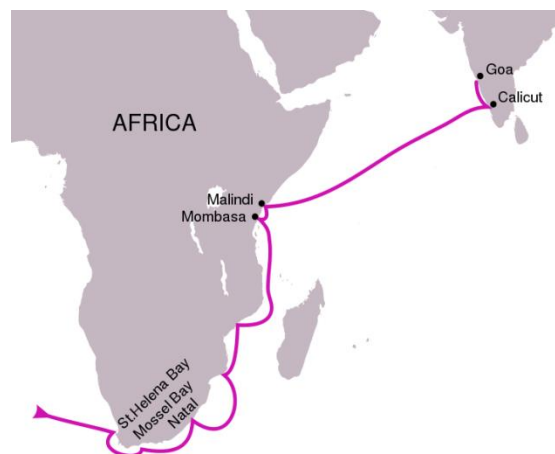 Goa
Calicut
AFRICA
Malindi
Mombasa
St.Helena Bay
Mossel Bay
Natal